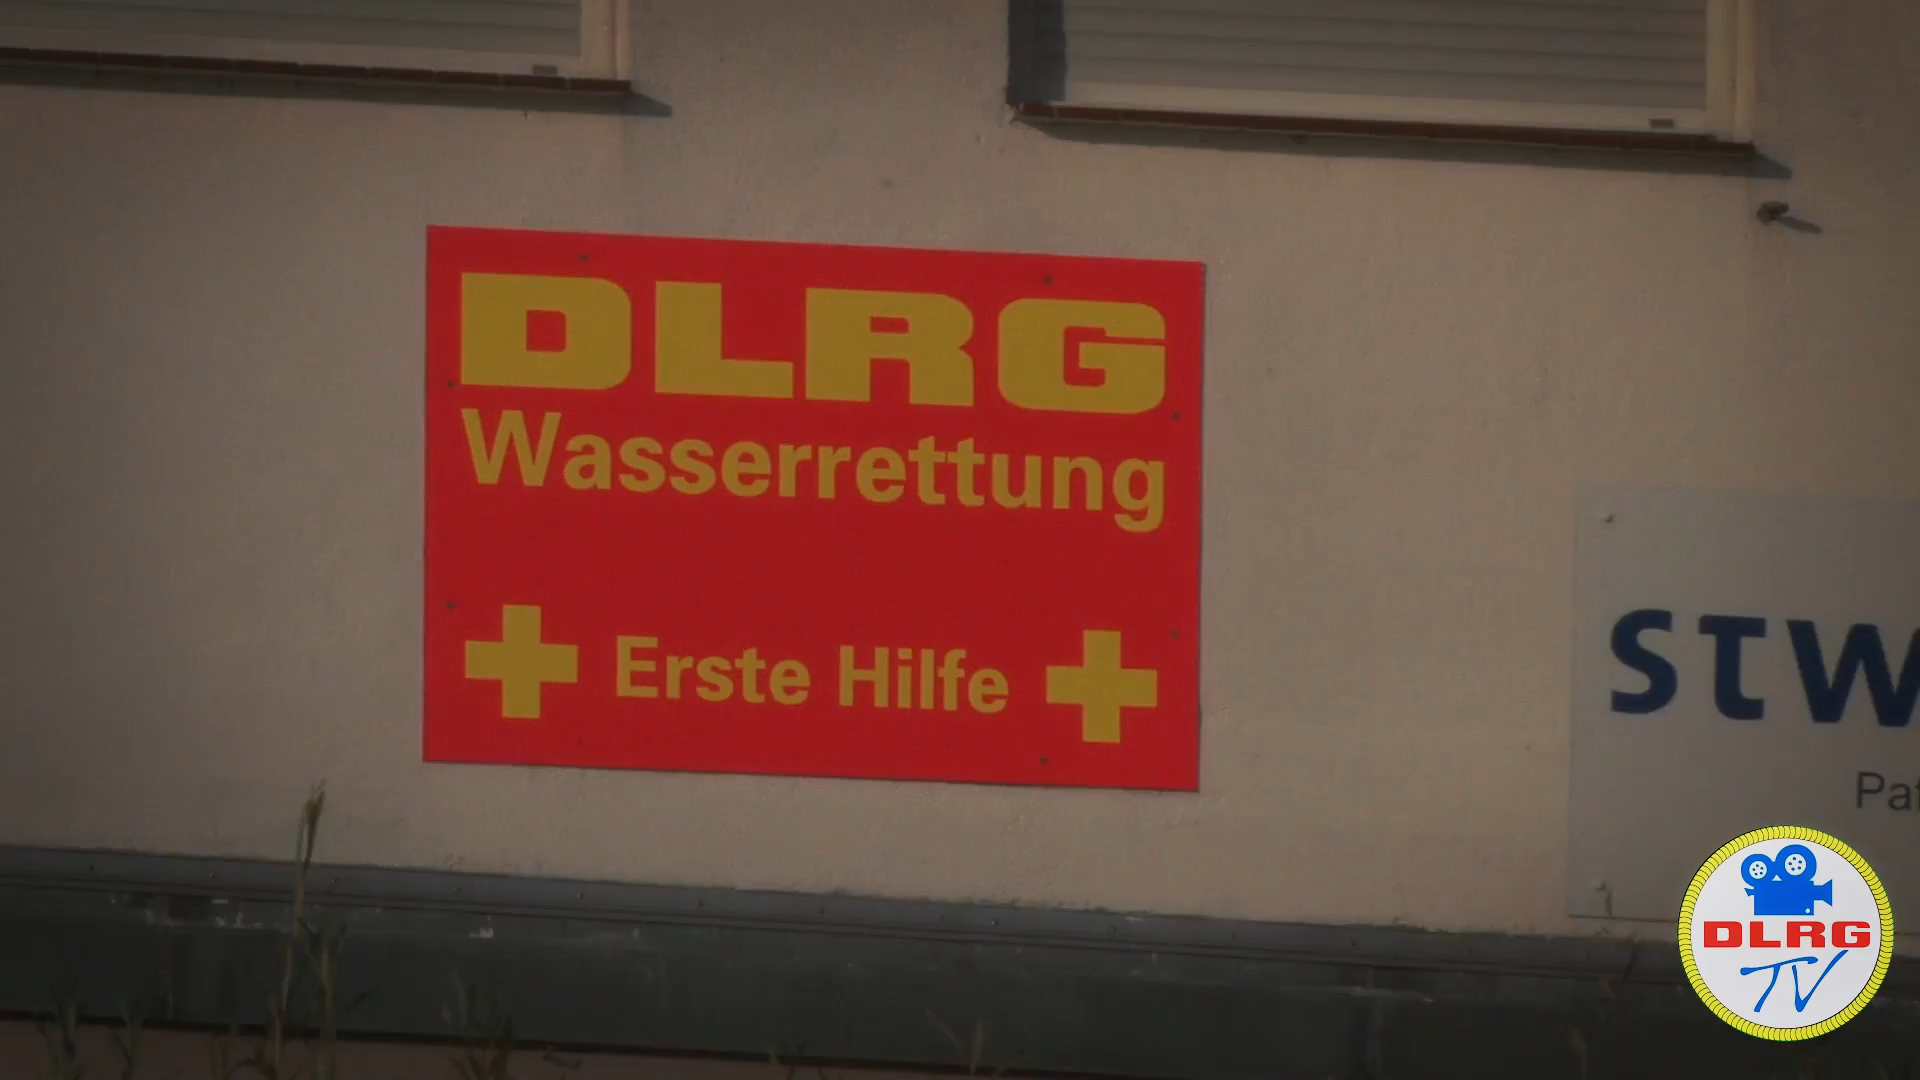 DLRG
Wasserrettung
Erste Hilfe
STW
DLRG
TV